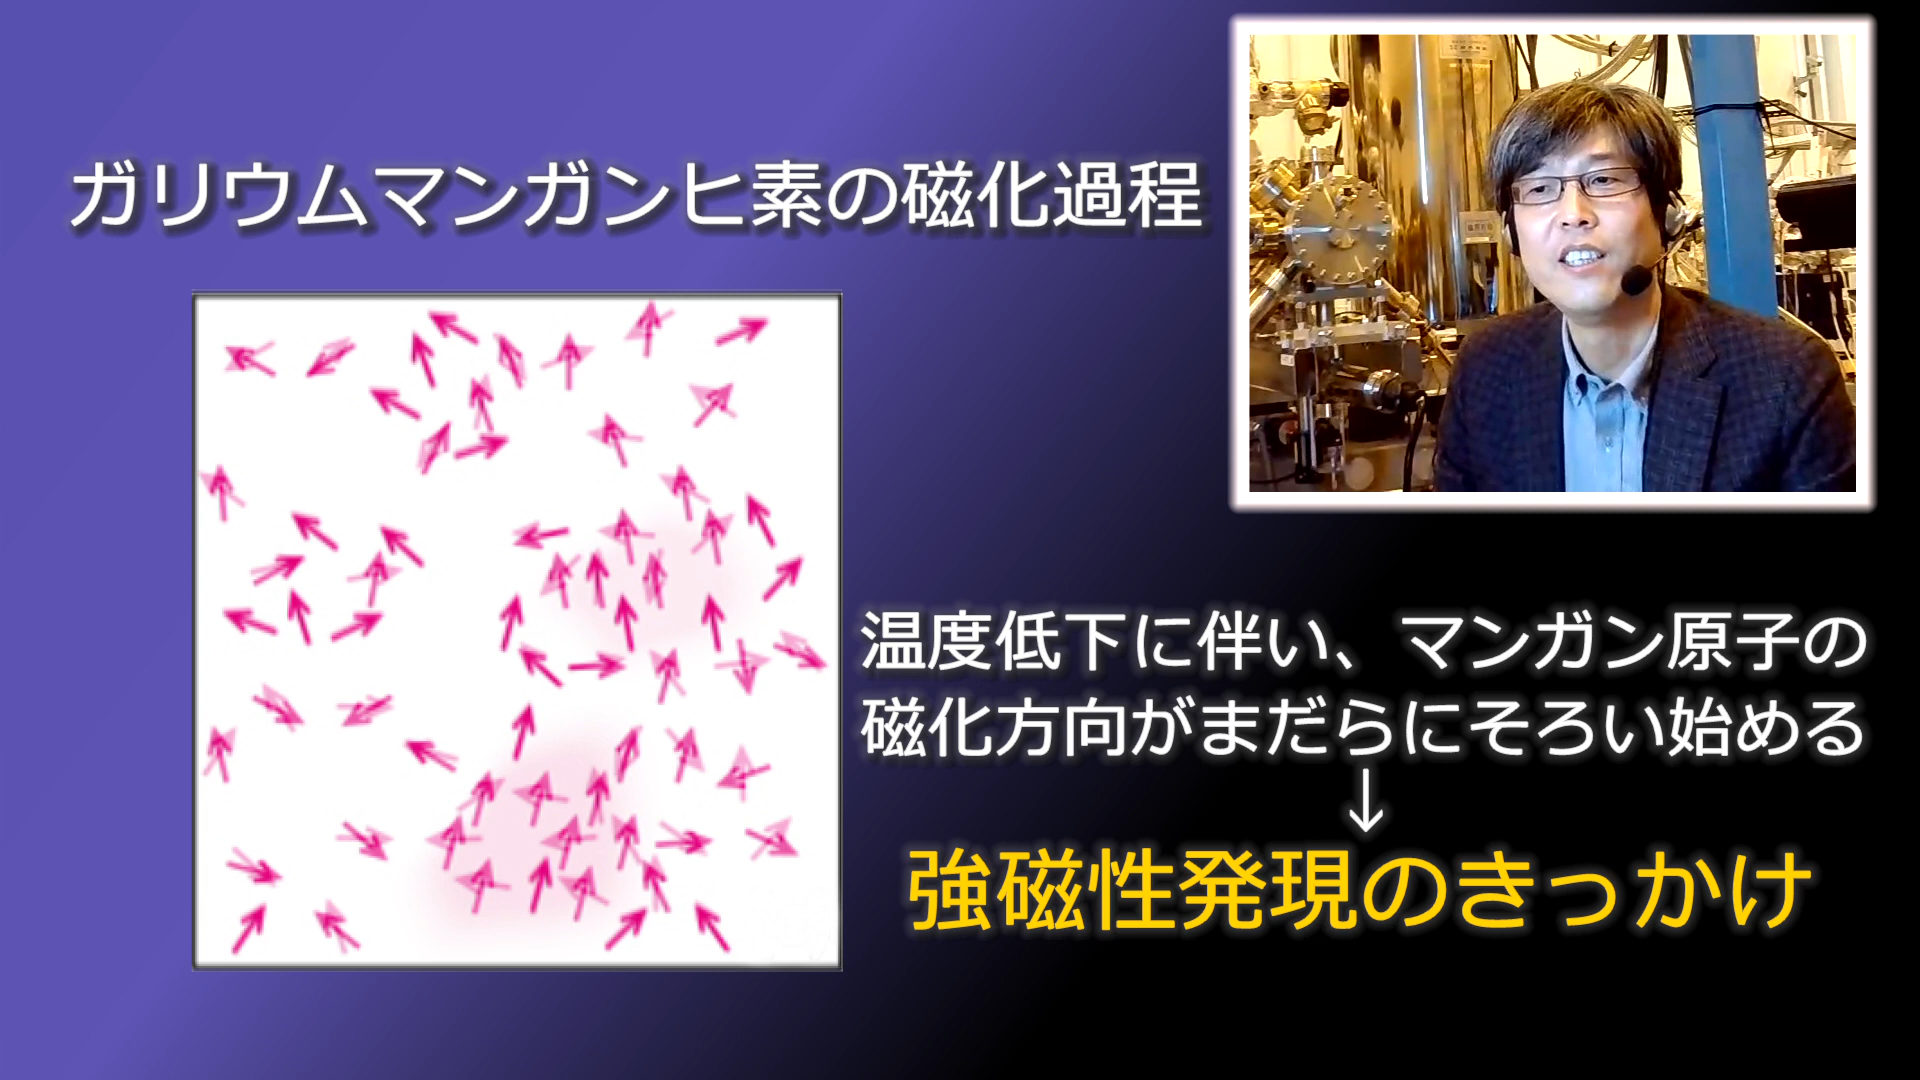 ガリウムマンガンヒ素の磁化過程
温度低下に伴い、マンガン原子の
磁化方向がまだらにそろい始める
↓
強磁性発現のきっかけ